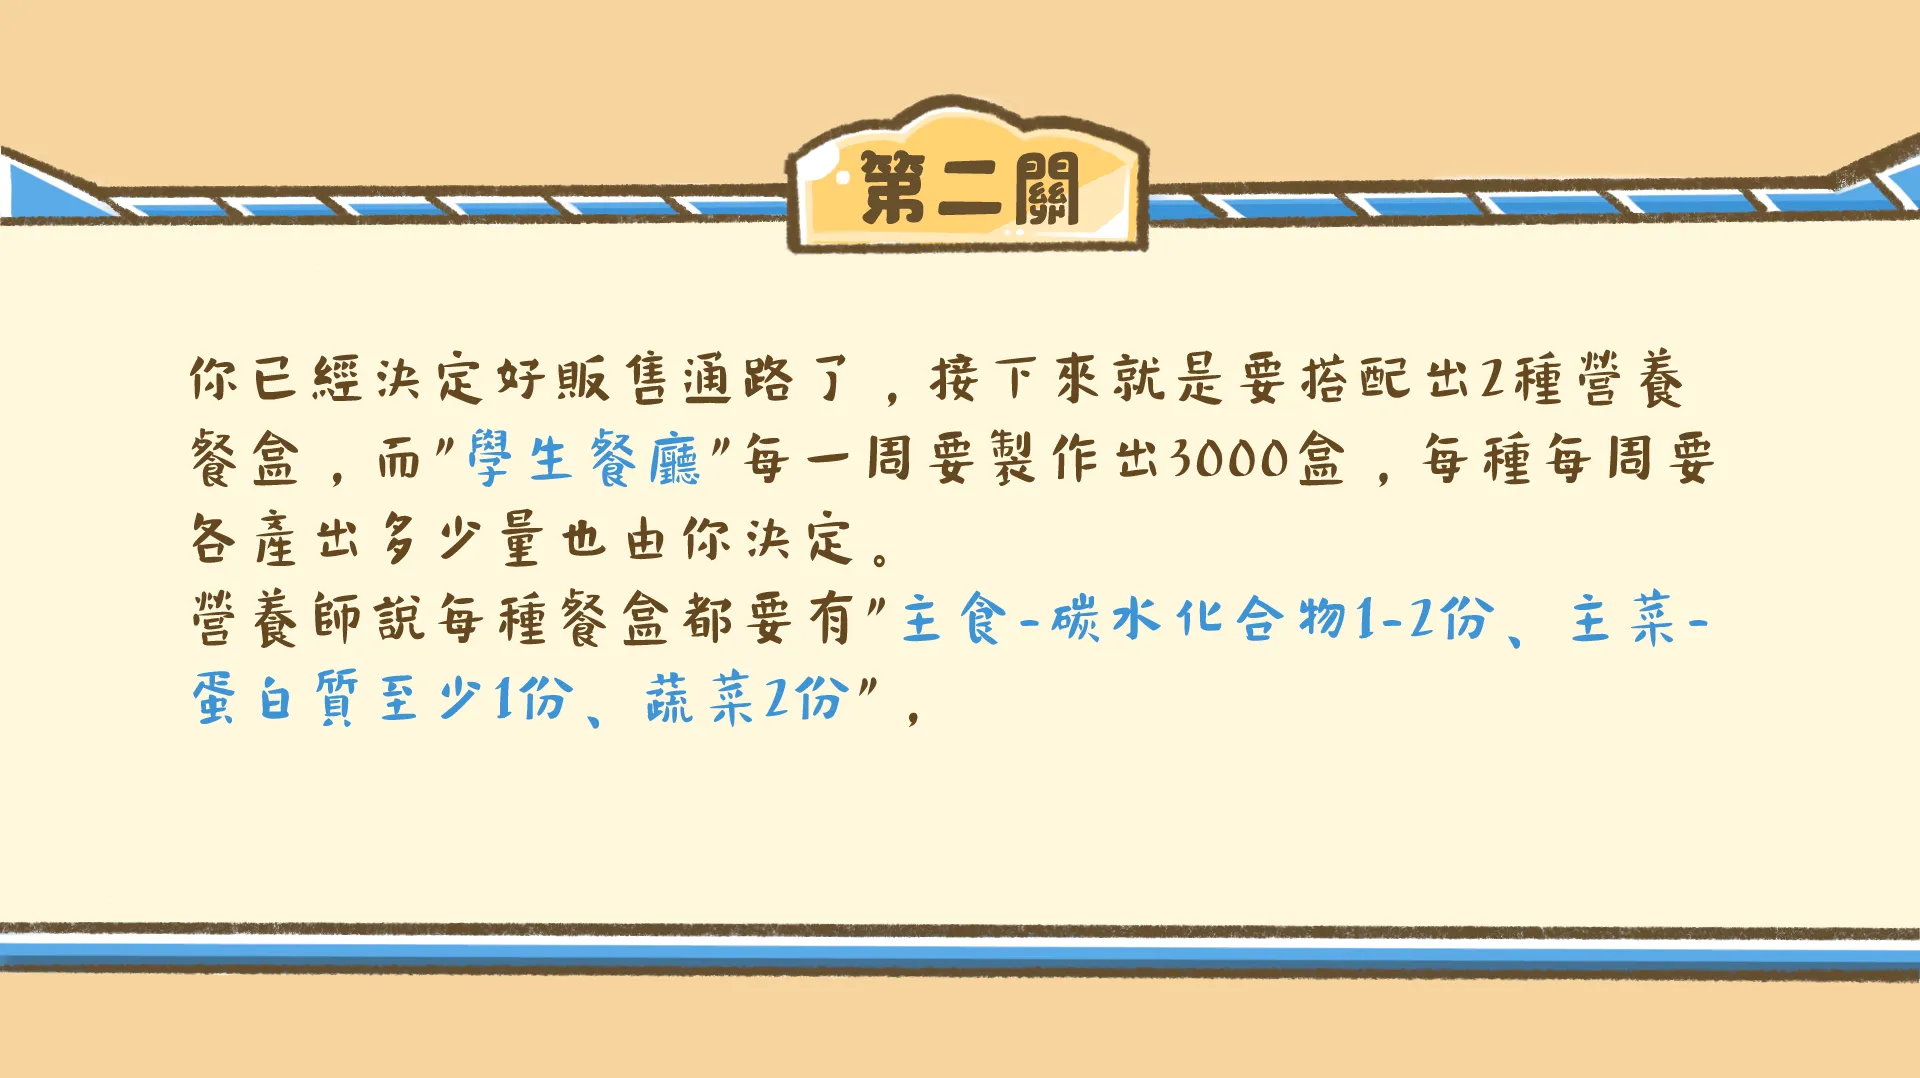 第二關
你已經決定好販售通路了，接下來就是要搭配出2種營養
餐盒，而"學生餐廳"每一周要製作出3000盒，每種每周要
各產出多少量也由你決定。
營養師說每種餐盒都要有"主食-碳水化合物1-2份、主菜-
蛋白質至少1份、蔬菜2份"，